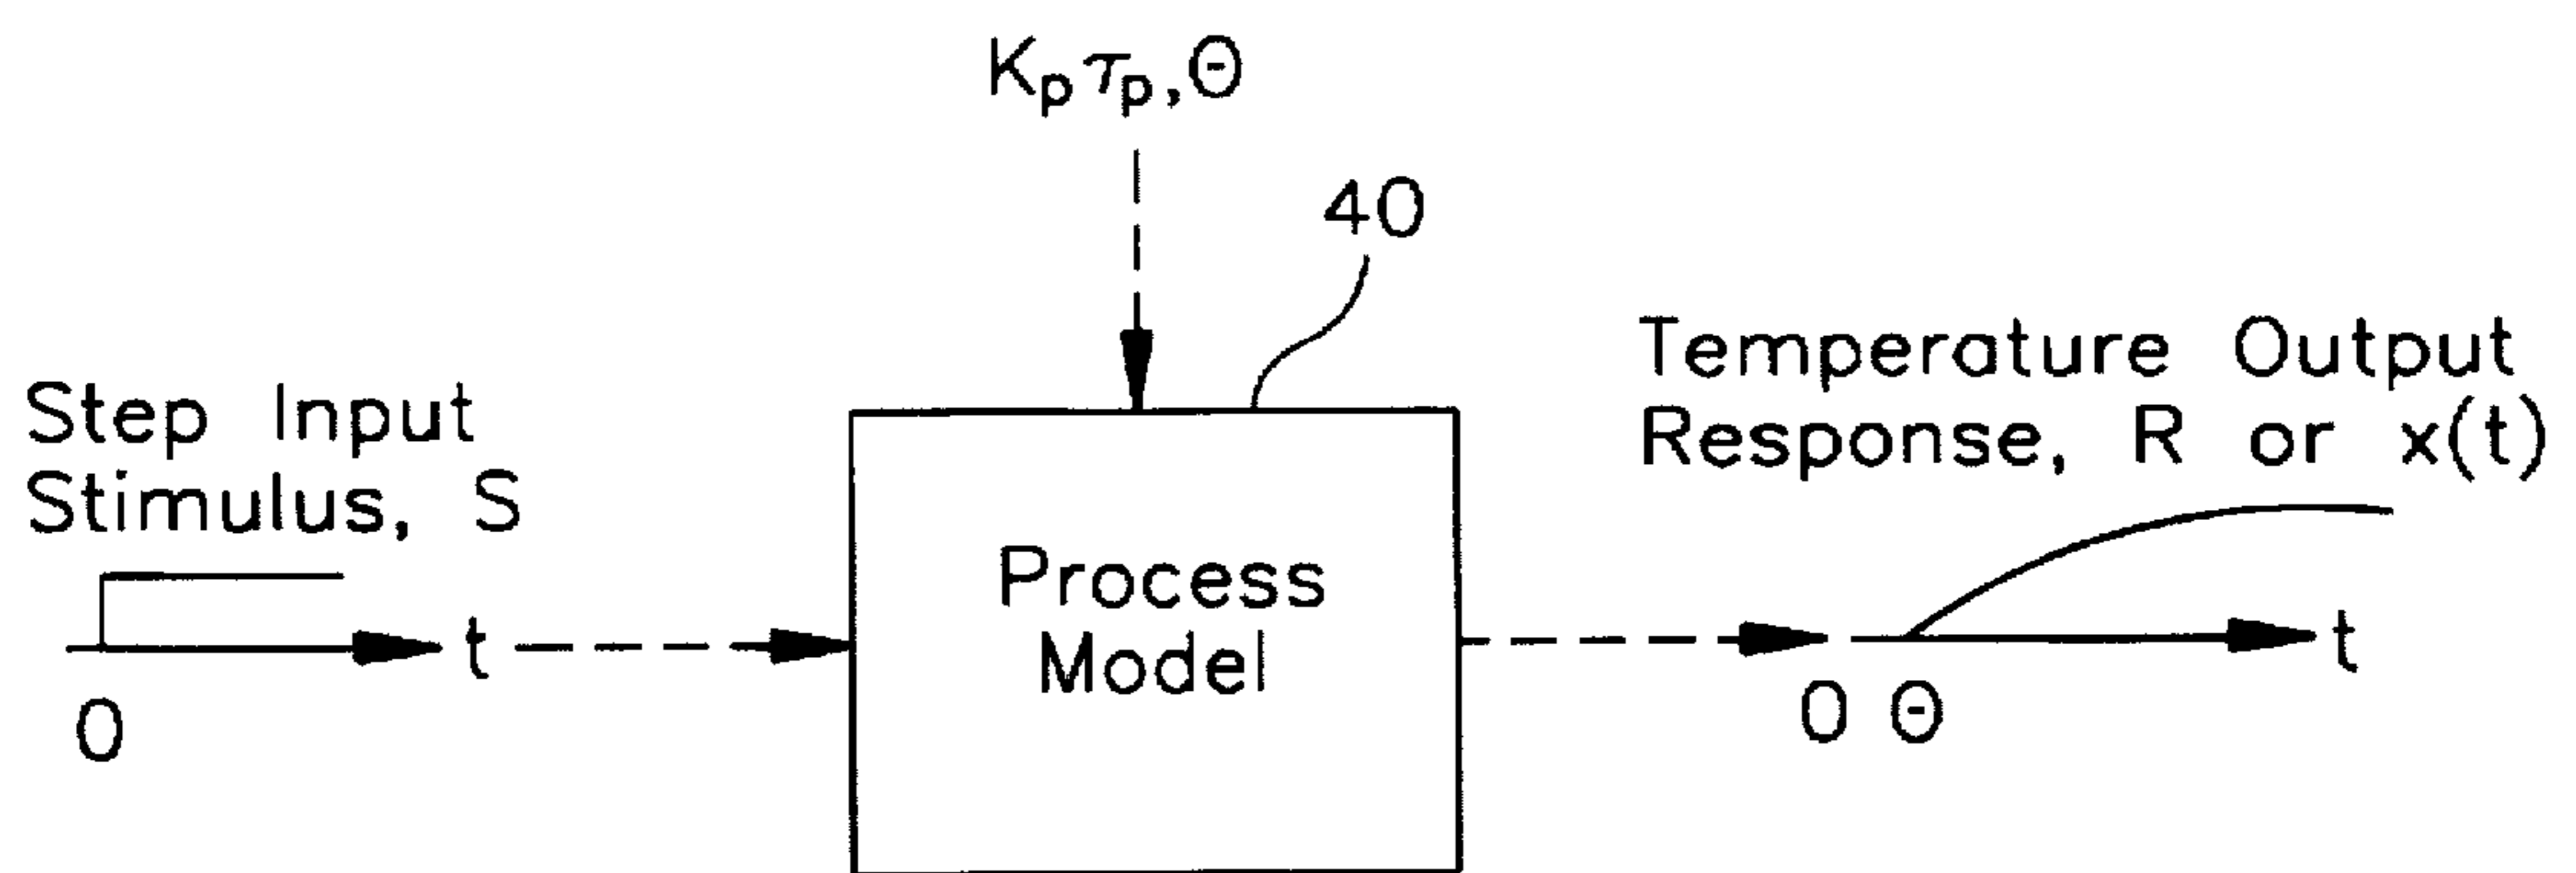 Kp τp, Θ
40
Step Input
Stimulus, S
t
0
Process
Model
Temperature Output
Response, R or x(t)
t
0 Θ